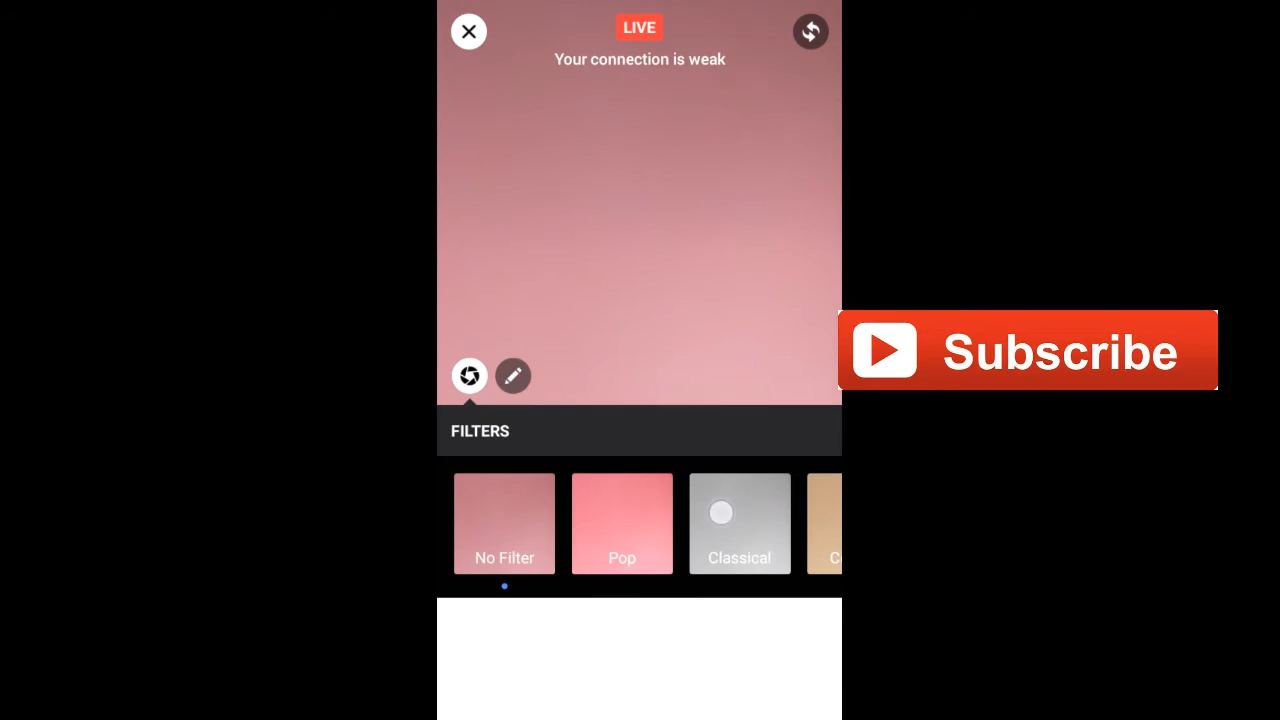 LIVE
Your connection is weak
Subscribe
FILTERS
No Filter
Pop
Classical
C